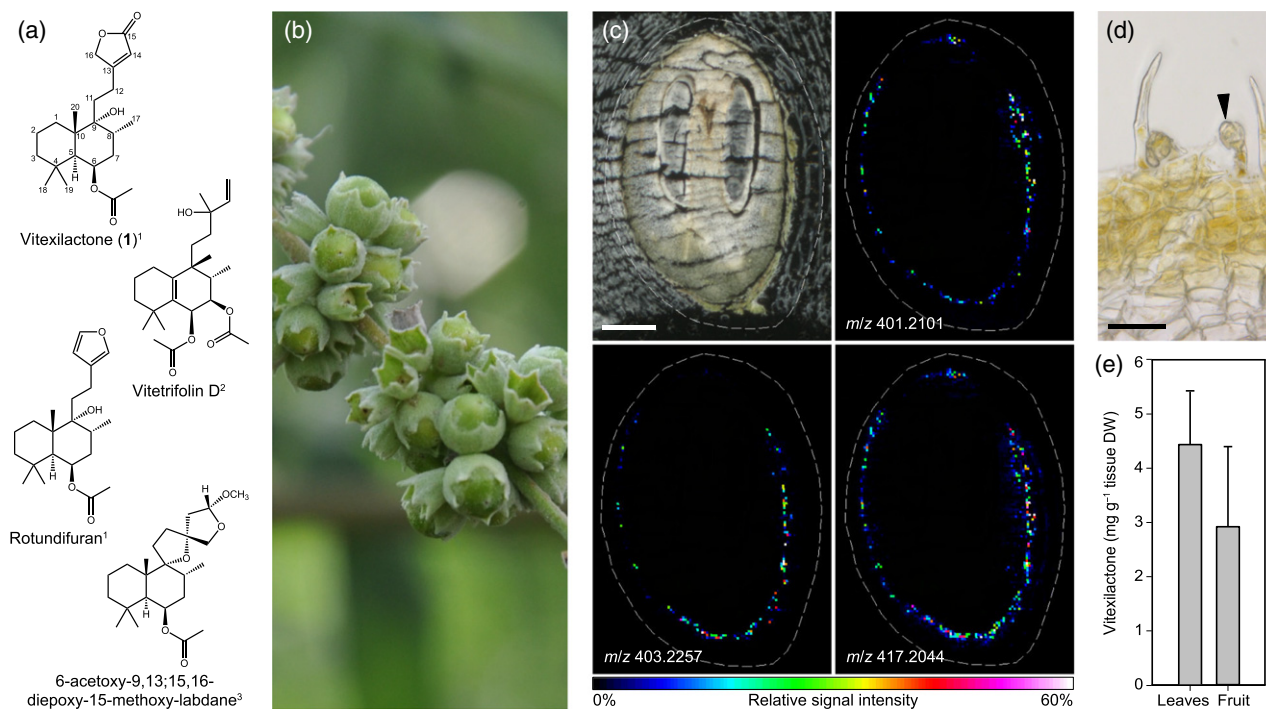 (a)
O
O
15
16
14
13
12
11
20
OH
17
1
9
2
10
8
3
4
5
6
7
H
18
19
O
O
Vitexilactone (1)¹
HO
O
O
O
O
Vitetrifolin D²
O
OH
H
O
O
Rotundifuran¹
H
OCH₃
O
O
H
O
O
6-acetoxy-9,13;15,16-
diepoxy-15-methoxy-labdane³
(b)
(c)
m/z 401.2101
m/z 403.2257
m/z 417.2044
0%
Relative signal intensity
60%
(d)
(e)
Vitexilactone (mg g⁻¹ tissue DW)
6
5
4
3
2
1
0
Leaves Fruit